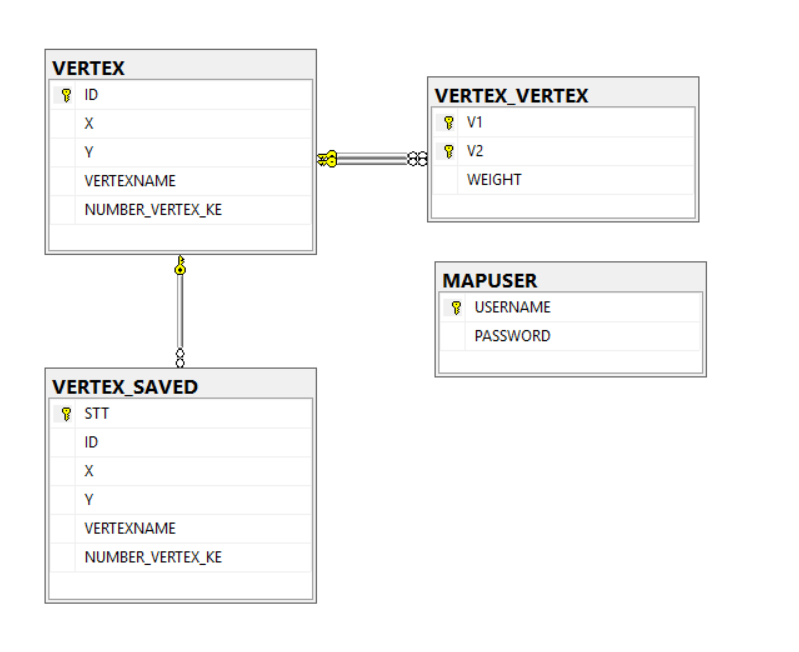 VERTEX
ID
X
Y
VERTEXNAME
NUMBER_VERTEX_KE
VERTEX_VERTEX
V1
V2
WEIGHT
MAPUSER
USERNAME
PASSWORD
VERTEX_SAVED
STT
ID
X
Y
VERTEXNAME
NUMBER_VERTEX_KE